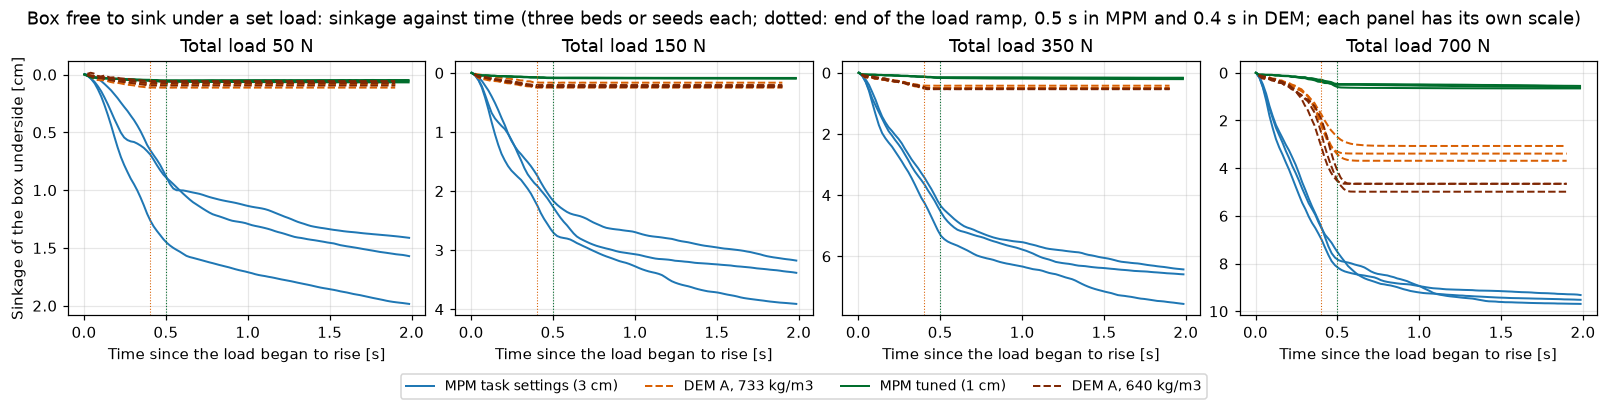 Box free to sink under a set load: sinkage against time (three beds or seeds each; dotted: end of the load ramp, 0.5 s in MPM and 0.4 s in DEM; each panel has its own scale)
Total load 50 N
Total load 150 N
Total load 350 N
Total load 700 N
Sinkage of the box underside [cm]
0.0
0.5
1.0
1.5
2.0
0.0 0.5 1.0 1.5 2.0
Time since the load began to rise [s]
0
1
2
3
4
0.0 0.5 1.0 1.5 2.0
Time since the load began to rise [s]
0
2
4
6
0.0 0.5 1.0 1.5 2.0
Time since the load began to rise [s]
0
2
4
6
8
10
0.0 0.5 1.0 1.5 2.0
Time since the load began to rise [s]
MPM task settings (3 cm)
DEM A, 733 kg/m3
MPM tuned (1 cm)
DEM A, 640 kg/m3